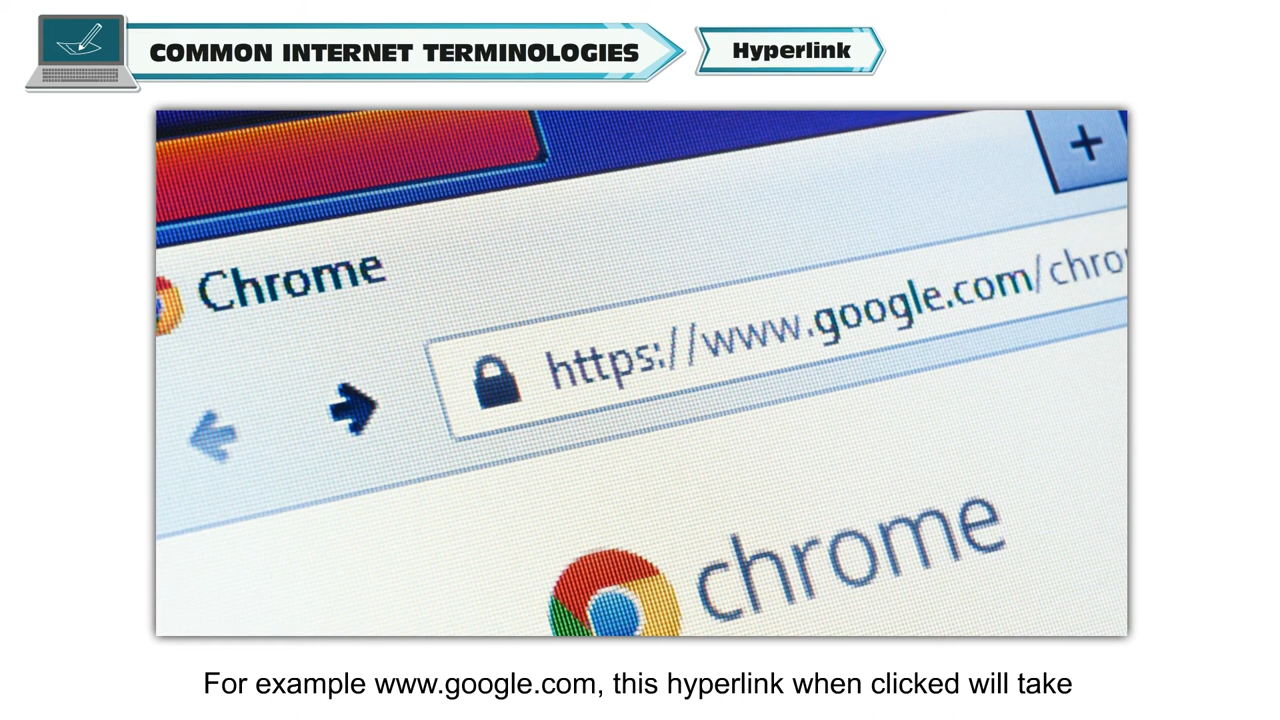 COMMON INTERNET TERMINOLOGIES
Hyperlink
+
Chrome
https://www.google.com/chro
chrome
For example www.google.com, this hyperlink when clicked will take